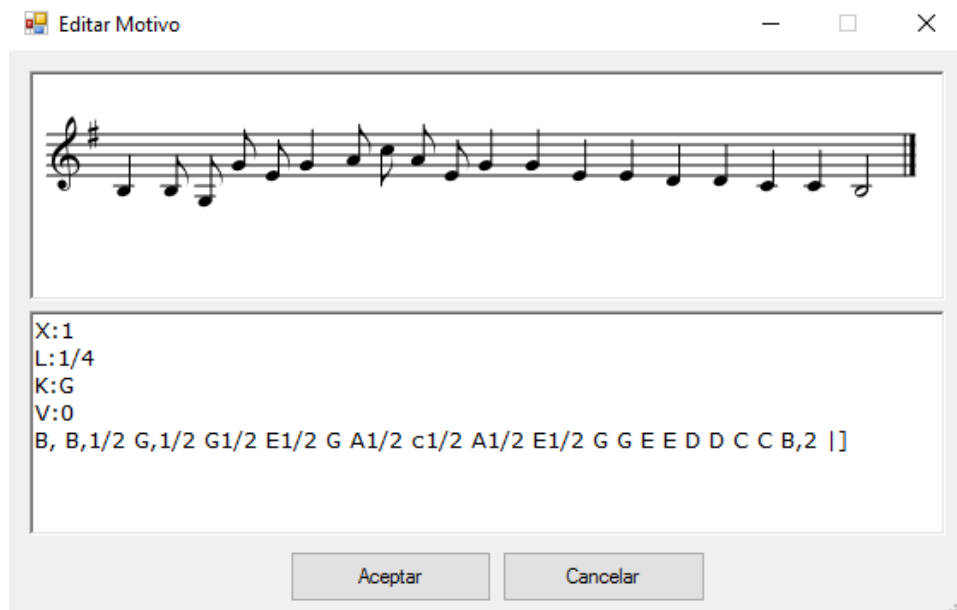 Editar Motivo
X:1
L:1/4
K:G
V:0
B, B,1/2 G,1/2 G1/2 E1/2 G A1/2 c1/2 A1/2 E1/2 G G E E D D C C B,2 |]
Aceptar Cancelar